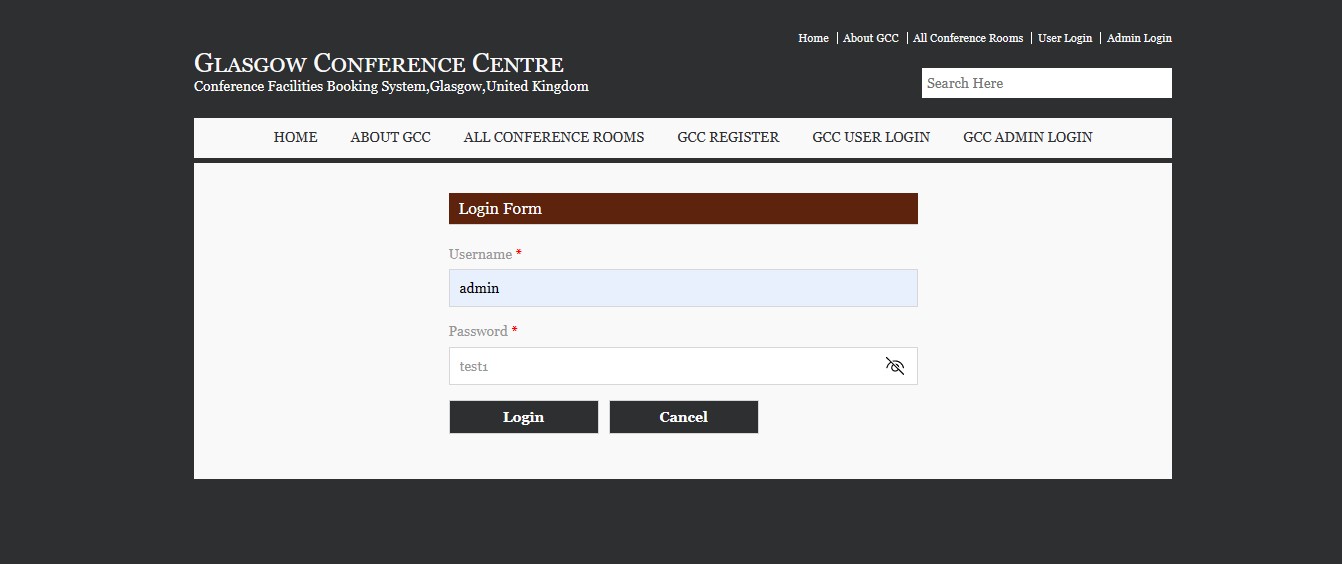 Home | About GCC | All Conference Rooms | User Login | Admin Login
Glasgow Conference Centre
Conference Facilities Booking System,Glasgow,United Kingdom
Search Here
HOME ABOUT GCC ALL CONFERENCE ROOMS GCC REGISTER GCC USER LOGIN GCC ADMIN LOGIN
Login Form
Username *
admin
Password *
test1
Login Cancel